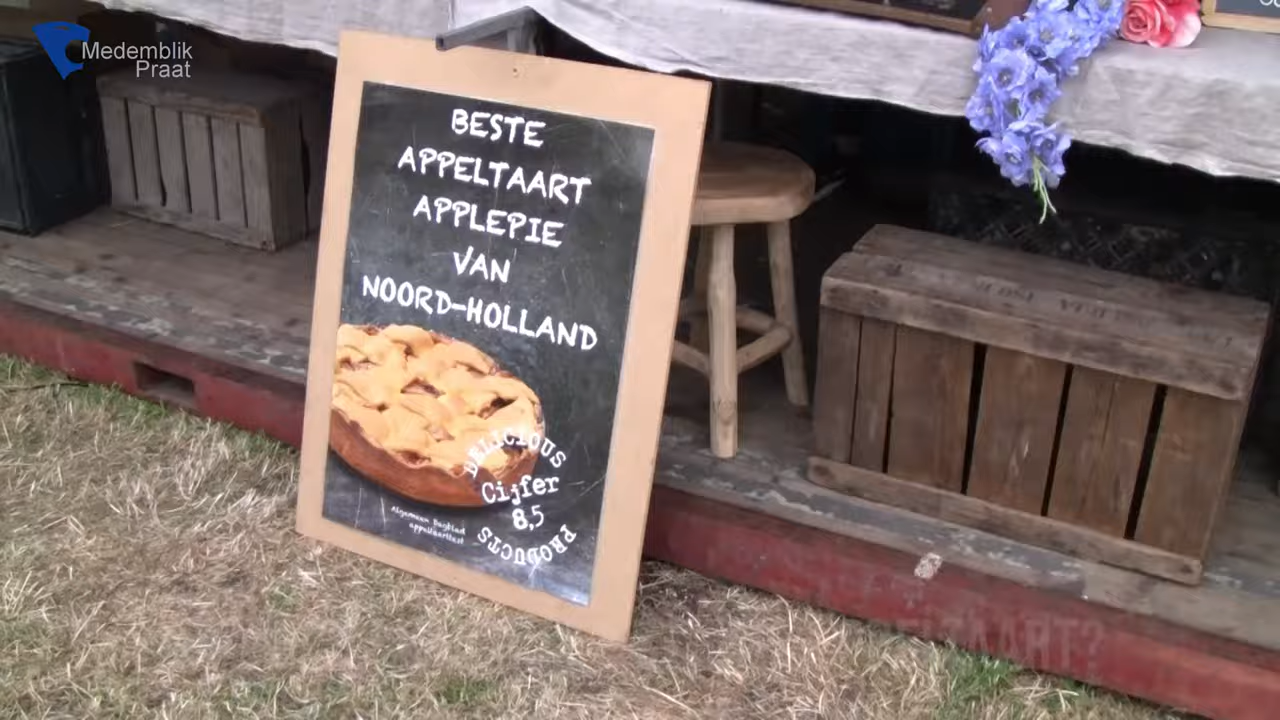 Medemblik
Praat
BESTE
APPELTAART
APPLEPIE
VAN
NOORD-HOLLAND
DELICIOUS
Cijfer
8,5
PRODUCTS
Algemeen Dagblad
appeltaarttest